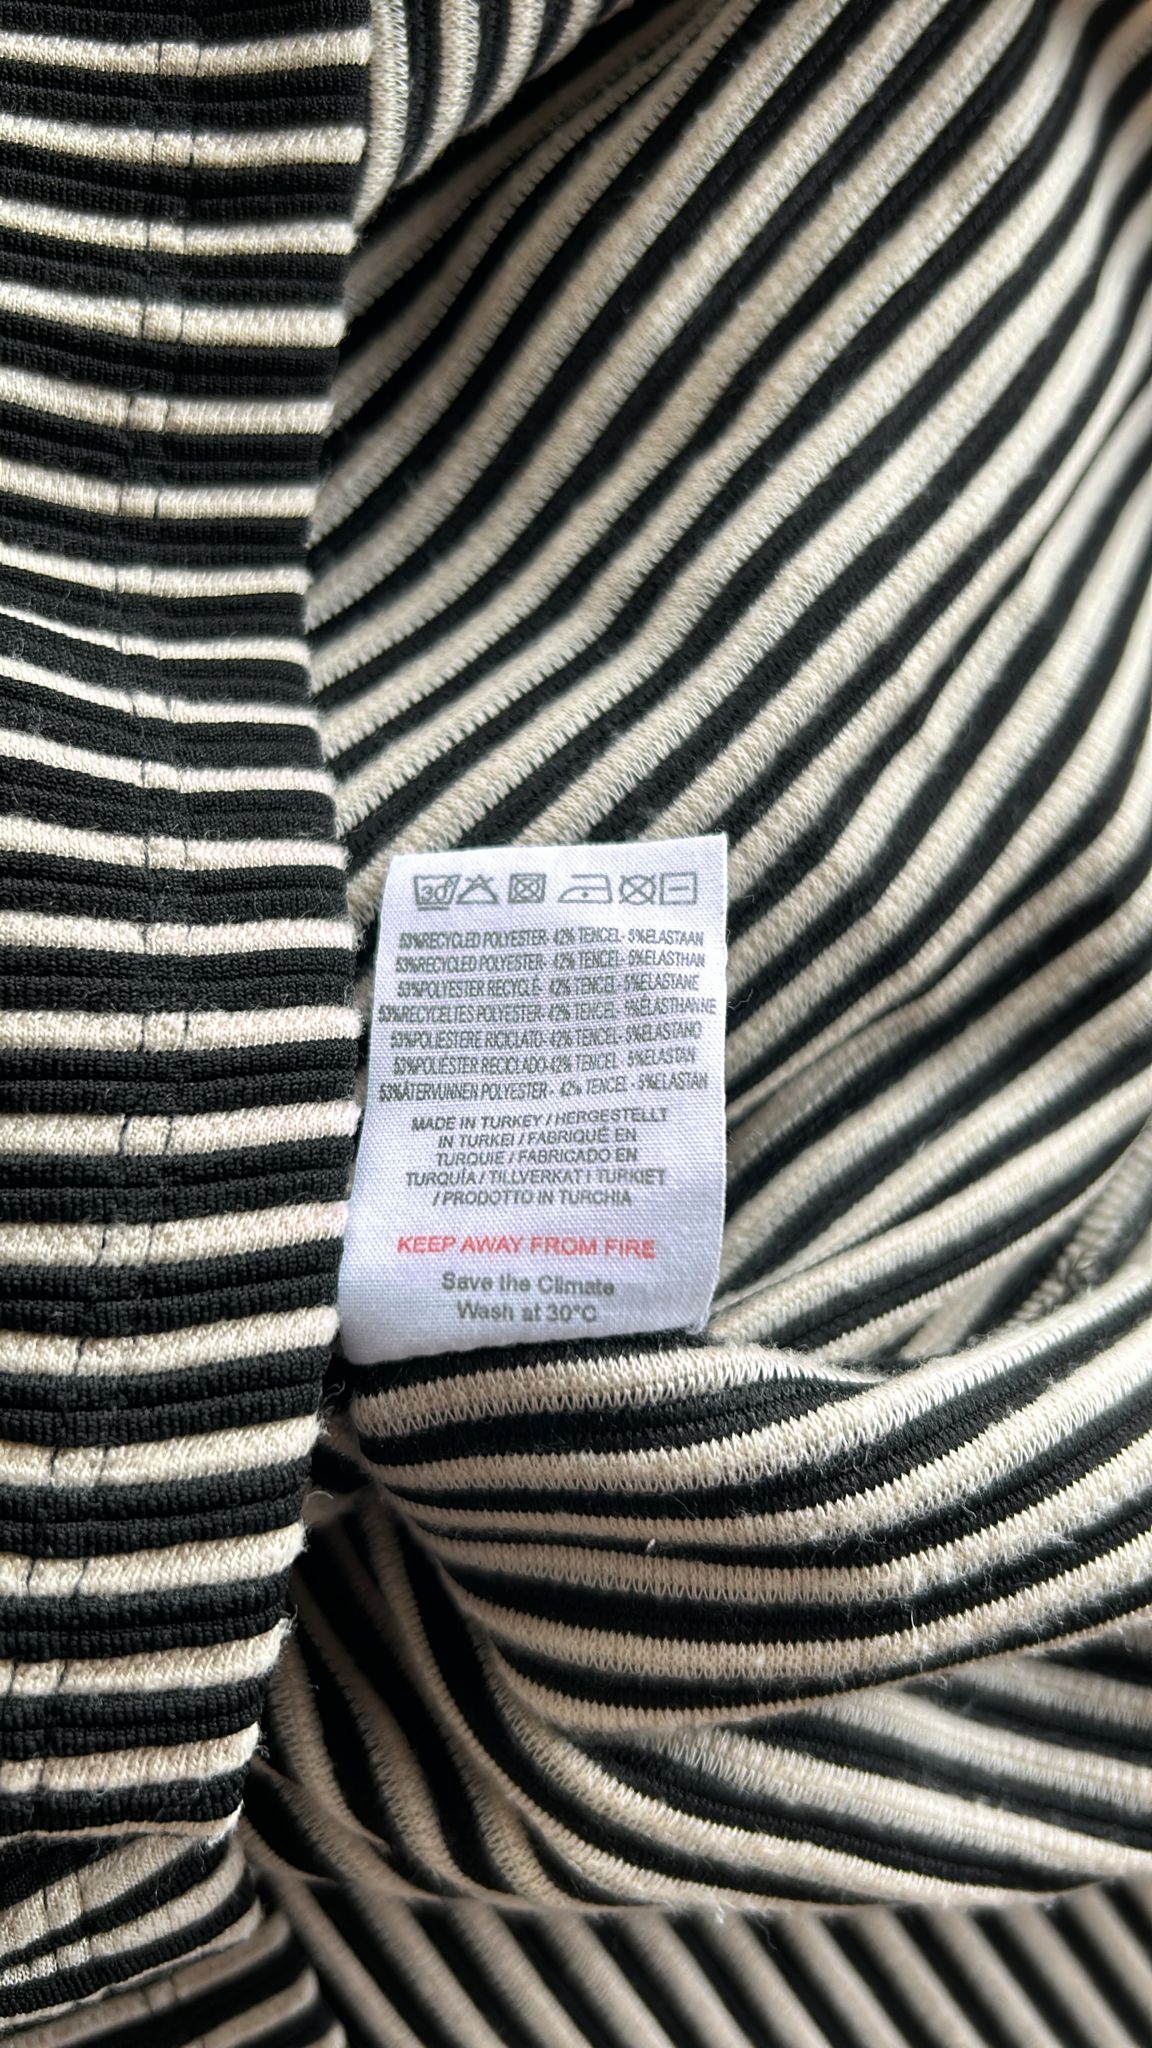 30
53%RECYCLED POLYESTER- 42% TENCEL- 5%ELASTAAN
53%RECYCLED POLYESTER- 42% TENCEL- 5%ELASTHAN
53%POLYESTER RECYCLÉ- 42% TENCEL - 5%ELASTANE
53%RECYCELTES POLYESTER- 42% TENCEL - 5%ELASTHANNE
53%POLIESTERE RICICLATO- 42% TENCEL- 5%ELASTANO
53%POLIÉSTER RECICLADO-42% TENCEL - 5%ELASTAN
53%ÅTERVUNNEN POLYESTER - 42% TENCEL - 5%ELASTAN
MADE IN TURKEY / HERGESTELLT
IN TURKEI / FABRIQUÉ EN
TURQUIE / FABRICADO EN
TURQUÍA / TILLVERKAT I TURKIET
/ PRODOTTO IN TURCHIA
KEEP AWAY FROM FIRE
Save the Climate
Wash at 30°C